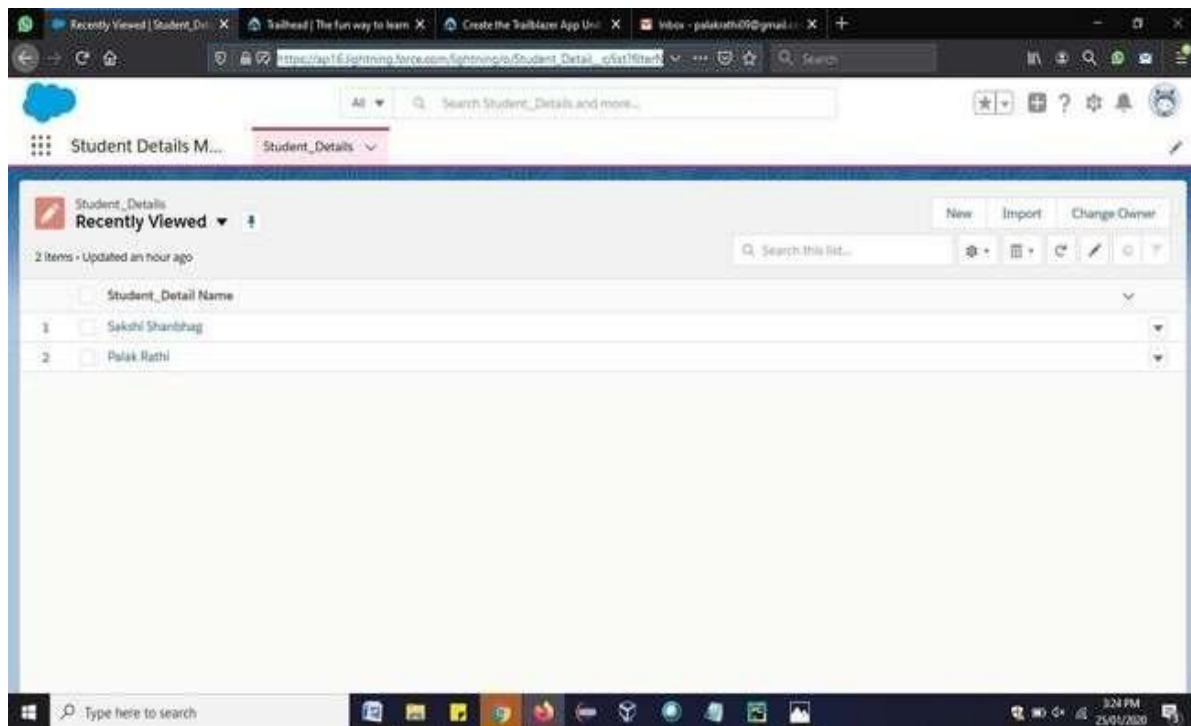 Recently Viewed | Student_Det
Trailhead | The fun way to learn
Create the Trailblazer App Uni
Inbox - palakrathi09@gmail.c
https://ap16.lightning.force.com/lightning/o/Student_Detail__c/list?filterN
Search
All
Search Student_Details and more...
Student Details M...
Student_Details
Student_Details
Recently Viewed
New
Import
Change Owner
2 items • Updated an hour ago
Search this list...
Student_Detail Name
1 Sakshi Shanbhag
2 Palak Rathi
Type here to search
3:24 PM
25/01/2020